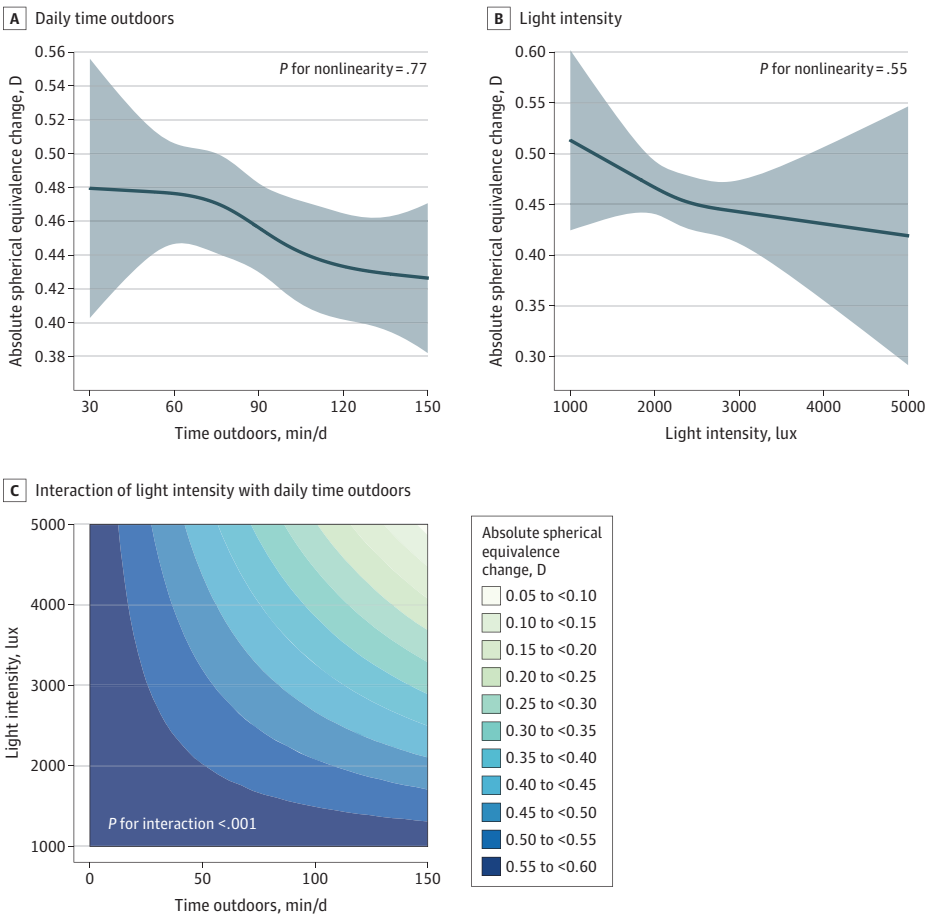 A Daily time outdoors
P for nonlinearity = .77
Absolute spherical equivalence change, D
0.56
0.54
0.52
0.50
0.48
0.46
0.44
0.42
0.40
0.38
30 60 90 120 150
Time outdoors, min/d
B Light intensity
P for nonlinearity = .55
Absolute spherical equivalence change, D
0.60
0.55
0.50
0.45
0.40
0.35
0.30
1000 2000 3000 4000 5000
Light intensity, lux
C Interaction of light intensity with daily time outdoors
Light intensity, lux
5000
4000
3000
2000
1000
P for interaction <.001
0 50 100 150
Time outdoors, min/d
Absolute spherical
equivalence
change, D
0.05 to <0.10
0.10 to <0.15
0.15 to <0.20
0.20 to <0.25
0.25 to <0.30
0.30 to <0.35
0.35 to <0.40
0.40 to <0.45
0.45 to <0.50
0.50 to <0.55
0.55 to <0.60